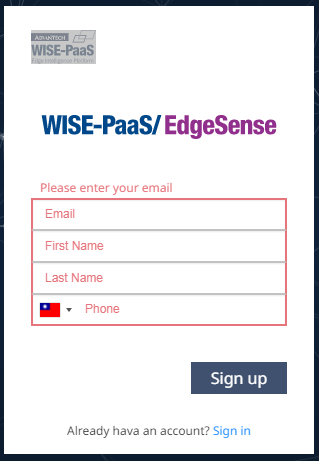 ADVANTECH
WISE-PaaS
Edge Intelligence Platform
WISE-PaaS/ EdgeSense
Please enter your email
Email
First Name
Last Name
Phone
Sign up
Already hava an account? Sign in